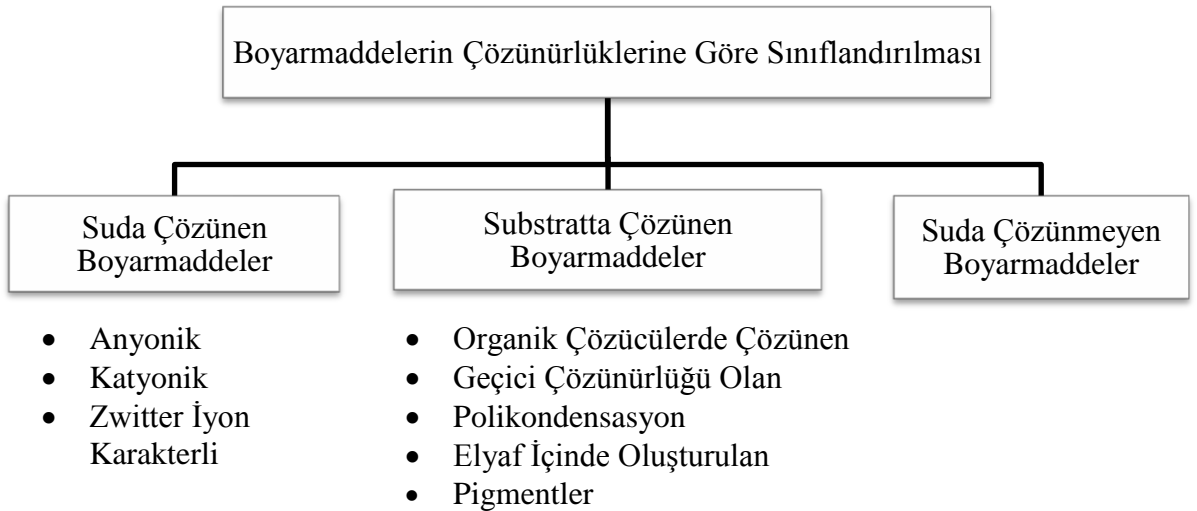 Boyarmaddelerin Çözünürlüklerine Göre Sınıflandırılması
Suda Çözünen
Boyarmaddeler
Substratta Çözünen
Boyarmaddeler
Suda Çözünmeyen
Boyarmaddeler
• Anyonik
• Katyonik
• Zwitter İyon
Karakterli
• Organik Çözücülerde Çözünen
• Geçici Çözünürlüğü Olan
• Polikondensasyon
• Elyaf İçinde Oluşturulan
• Pigmentler